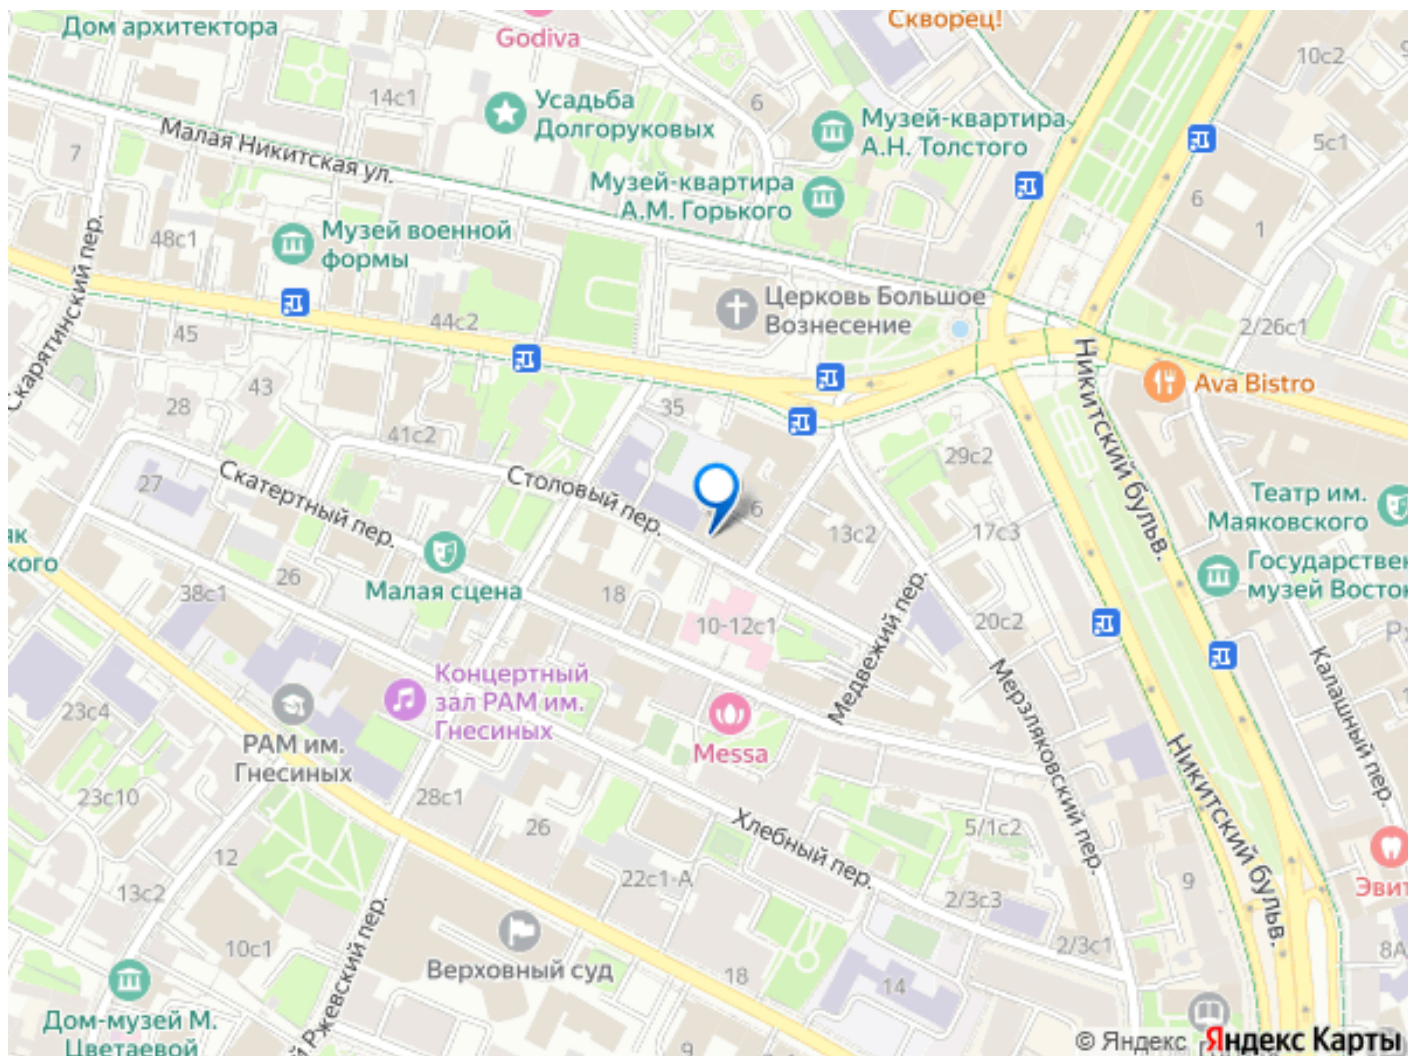 Дом архитектора
Godiva
Скворец!
10с2
14с1
Усадьба
Долгоруковых
6
Музей-квартира
А.Н. Толстого
5с1
7
Малая Никитская ул.
Музей-квартира
А.М. Горького
6
1
48с1
Музей военной
формы
Скарятинский пер.
Церковь Большое
Вознесение
44с2
45
2/26с1
Ava Bistro
43
28
35
41с2
Никитский бульв.
29с2
27
Скатертный пер.
Столовый пер.
6
13с2
17с3
Театр им.
Маяковского
як
ского
Малая сцена
26
38с1
18
10-12с1
Государствен
музей Восток
Медвежий пер.
20с2
Концертный
зал РАМ им.
Гнесиных
23с4
РАМ им.
Гнесиных
Messa
Мерзляковский пер.
Калашный пер.
Никитский бульв.
23с10
28с1
26
Хлебный пер.
5/1с2
12
13с2
22с1-А
2/3с3
9
Эвит
10с1
й Ржевский пер.
Верховный суд
18
14
2/3с1
8А
Дом-музей М.
Цветаевой
9
© Яндекс
Яндекс Карты